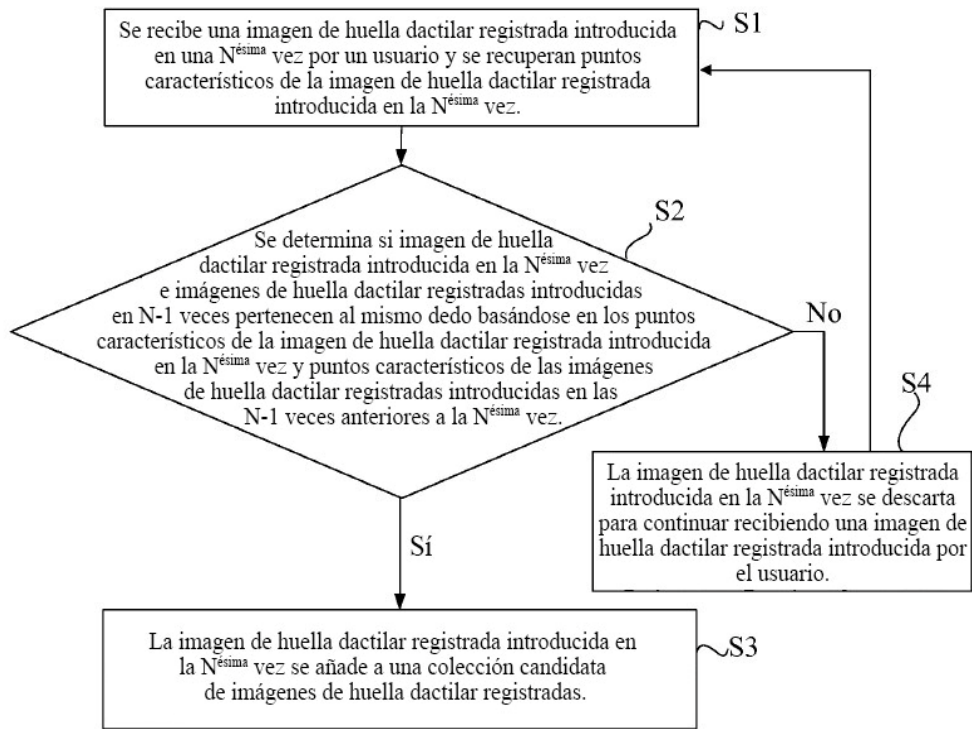 Se recibe una imagen de huella dactilar registrada introducida
en una Nésima vez por un usuario y se recuperan puntos
característicos de la imagen de huella dactilar registrada
introducida en la Nésima vez.
S1
S2
Se determina si imagen de huella
dactilar registrada introducida en la Nésima vez
e imágenes de huella dactilar registradas introducidas
en N-1 veces pertenecen al mismo dedo basándose en los puntos
característicos de la imagen de huella dactilar registrada introducida
en la Nésima vez y puntos característicos de las imágenes
de huella dactilar registradas introducidas en las
N-1 veces anteriores a la Nésima vez.
No
S4
La imagen de huella dactilar registrada
introducida en la Nésima vez se descarta
para continuar recibiendo una imagen de
huella dactilar registrada introducida por
el usuario.
Sí
La imagen de huella dactilar registrada introducida en
la Nésima vez se añade a una colección candidata
de imágenes de huella dactilar registradas.
S3